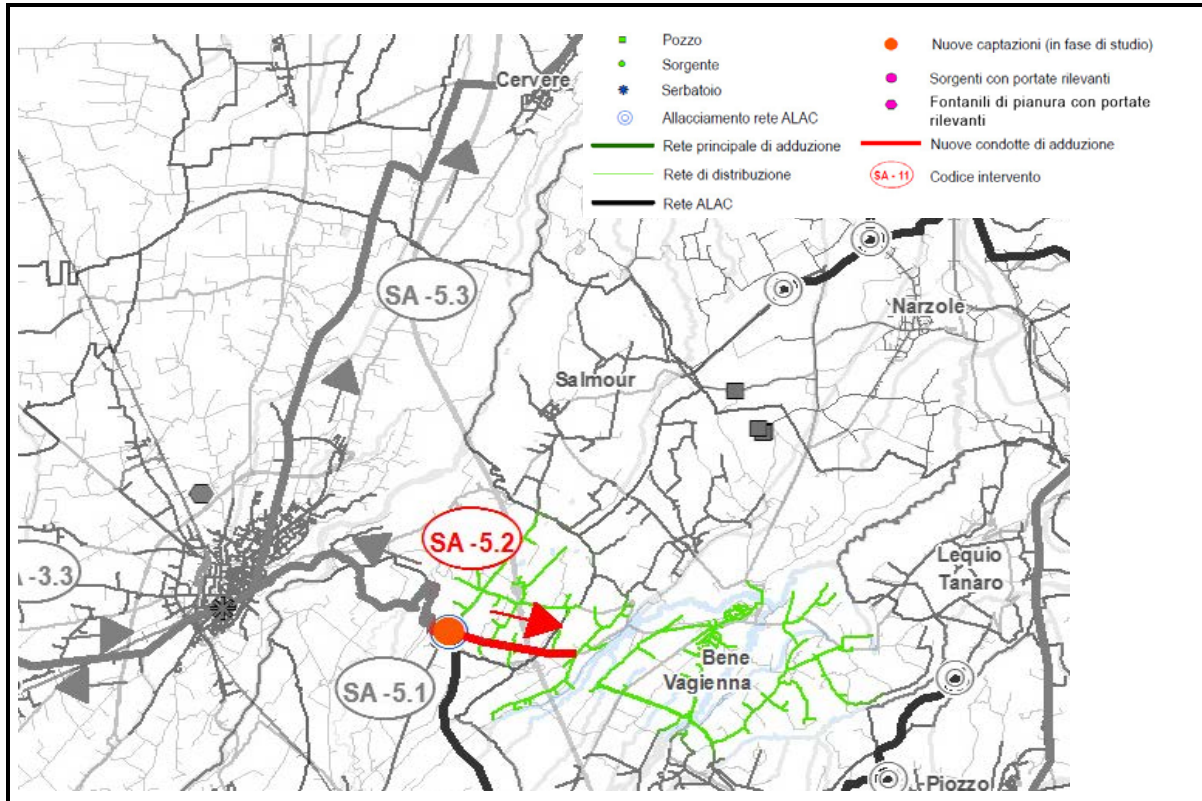 Pozzo
Sorgente
Serbatoio
Allacciamento rete ALAC
Rete principale di adduzione
Rete di distribuzione
Rete ALAC
Nuove captazioni (in fase di studio)
Sorgenti con portate rilevanti
Fontanili di pianura con portate
rilevanti
Nuove condotte di adduzione
SA - 11
Codice intervento
Cervere
SA -5.3
Narzole
Salmour
SA -5.2
Lequio
Tanaro
-3.3
Bene
Vagienna
SA -5.1
Piozzo